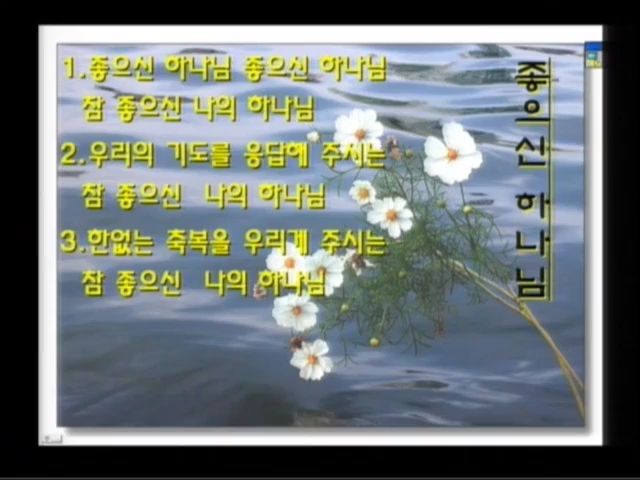 1.좋으신 하나님 좋으신 하나님
참 좋으신 나의 하나님
2.우리의 기도를 응답해 주시는
참 좋으신 나의 하나님
3.한없는 축복을 우리게 주시는
참 좋으신 나의 하나님
좋으신 하나님